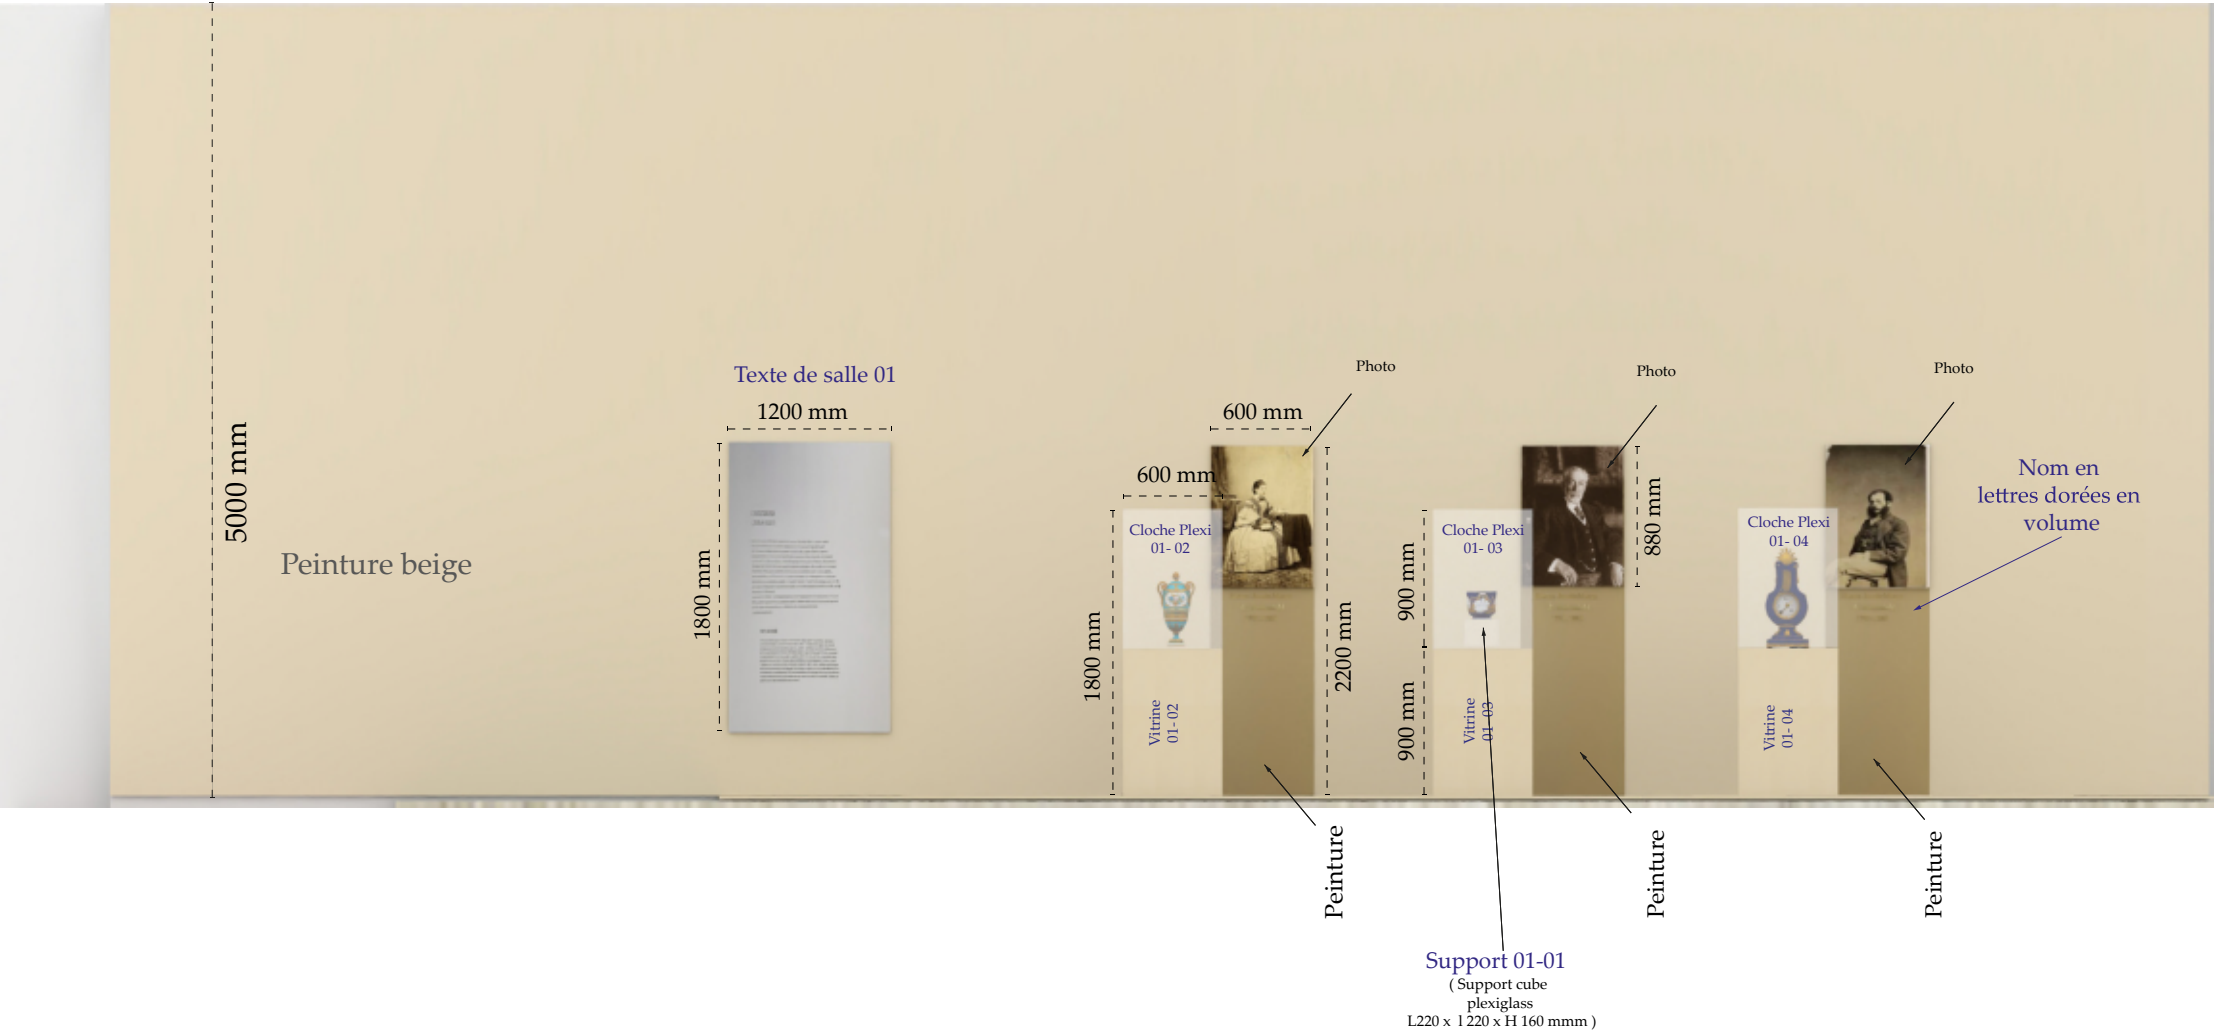 5000 mm
Peinture beige
Texte de salle 01
1200 mm
1800 mm
600 mm
Photo
600 mm
Cloche Plexi
01- 02
1800 mm
Vitrine
01- 02
2200 mm
Peinture
Photo
Cloche Plexi
01- 03
900 mm
900 mm
Vitrine
01- 03
880 mm
Peinture
Support 01-01
( Support cube
plexiglass
L220 x l 220 x H 160 mmm )
Photo
Cloche Plexi
01- 04
Vitrine
01- 04
Peinture
Nom en
lettres dorées en
volume